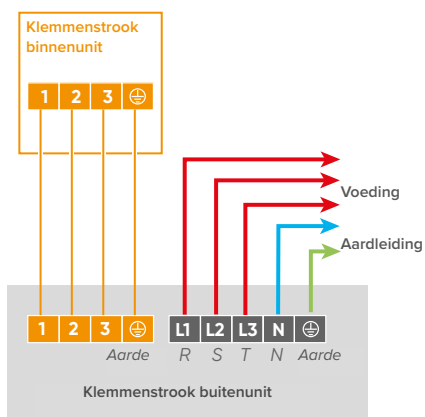 Klemmenstrook
binnenunit
1 2 3
Voeding
Aardleiding
1 2 3 L1 L2 L3 N
Aarde R S T N Aarde
Klemmenstrook buitenunit